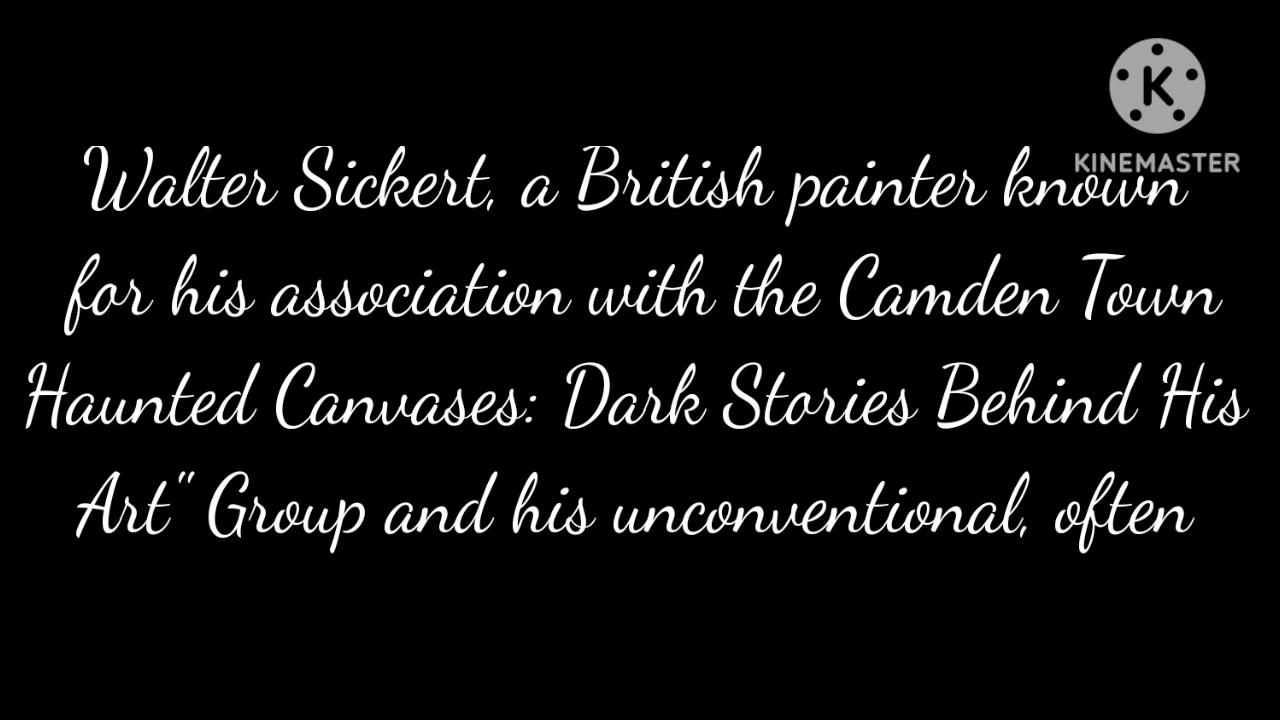 K
KINEMASTER
Walter Sickert, a British painter known
for his association with the Camden Town
Haunted Canvases: Dark Stories Behind His
Art" Group and his unconventional, often